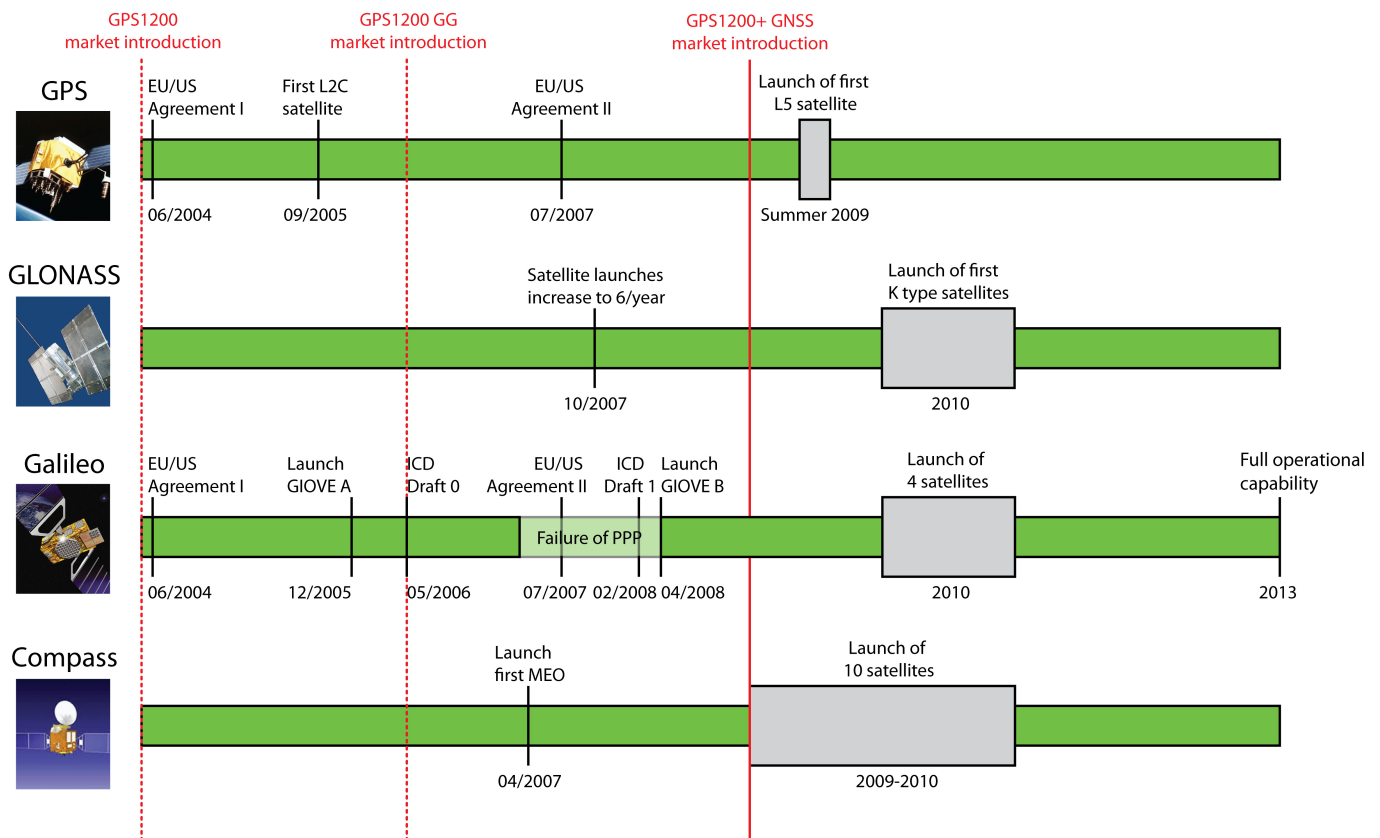 GPS1200
market introduction
GPS1200 GG
market introduction
GPS1200+ GNSS
market introduction
GPS
EU/US
Agreement I
First L2C
satellite
EU/US
Agreement II
Launch of first
L5 satellite
06/2004
09/2005
07/2007
Summer 2009
GLONASS
Satellite launches
increase to 6/year
Launch of first
K type satellites
10/2007
2010
Galileo
EU/US
Agreement I
Launch
GIOVE A
ICD
Draft 0
EU/US
Agreement II
ICD
Draft 1
Launch
GIOVE B
Launch of
4 satellites
Full operational
capability
Failure of PPP
06/2004
12/2005
05/2006
07/2007
02/2008
04/2008
2010
2013
Compass
Launch
first MEO
Launch of
10 satellites
04/2007
2009-2010